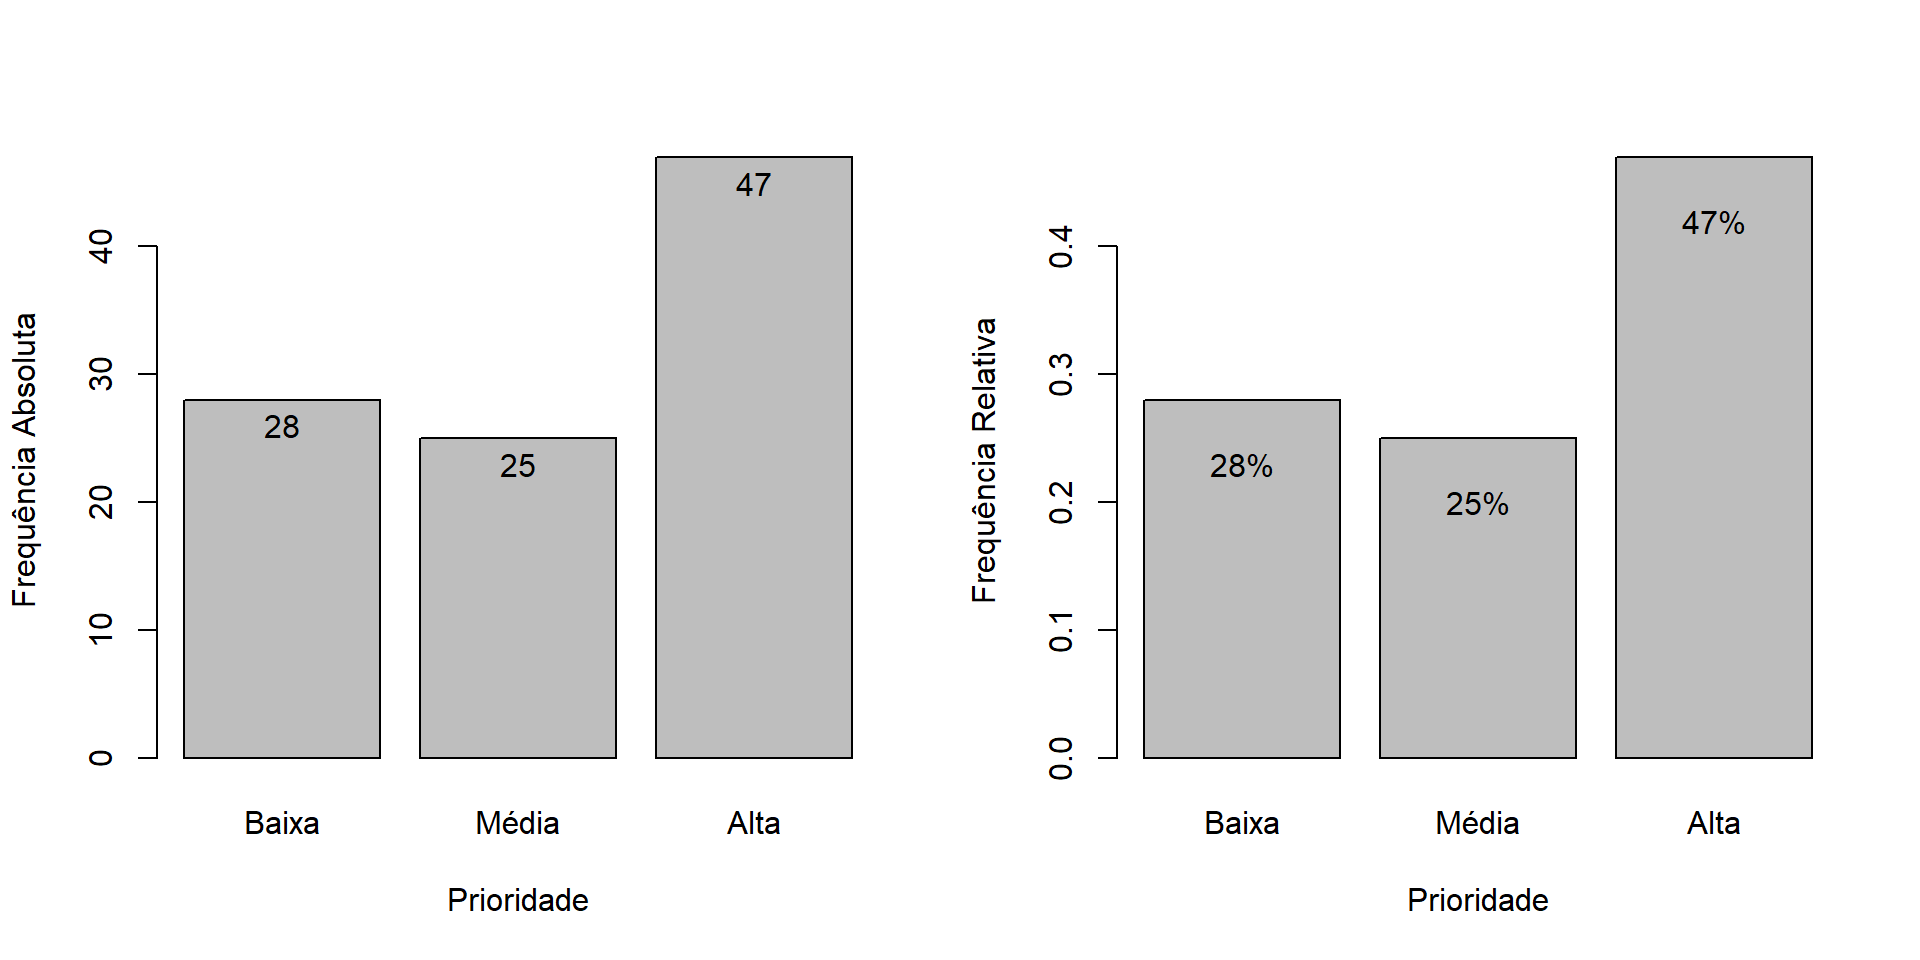 Frequência Absoluta
0
10
20
30
40
28
25
47
Baixa
Média
Alta
Prioridade
Frequência Relativa
0.0
0.1
0.2
0.3
0.4
28%
25%
47%
Baixa
Média
Alta
Prioridade